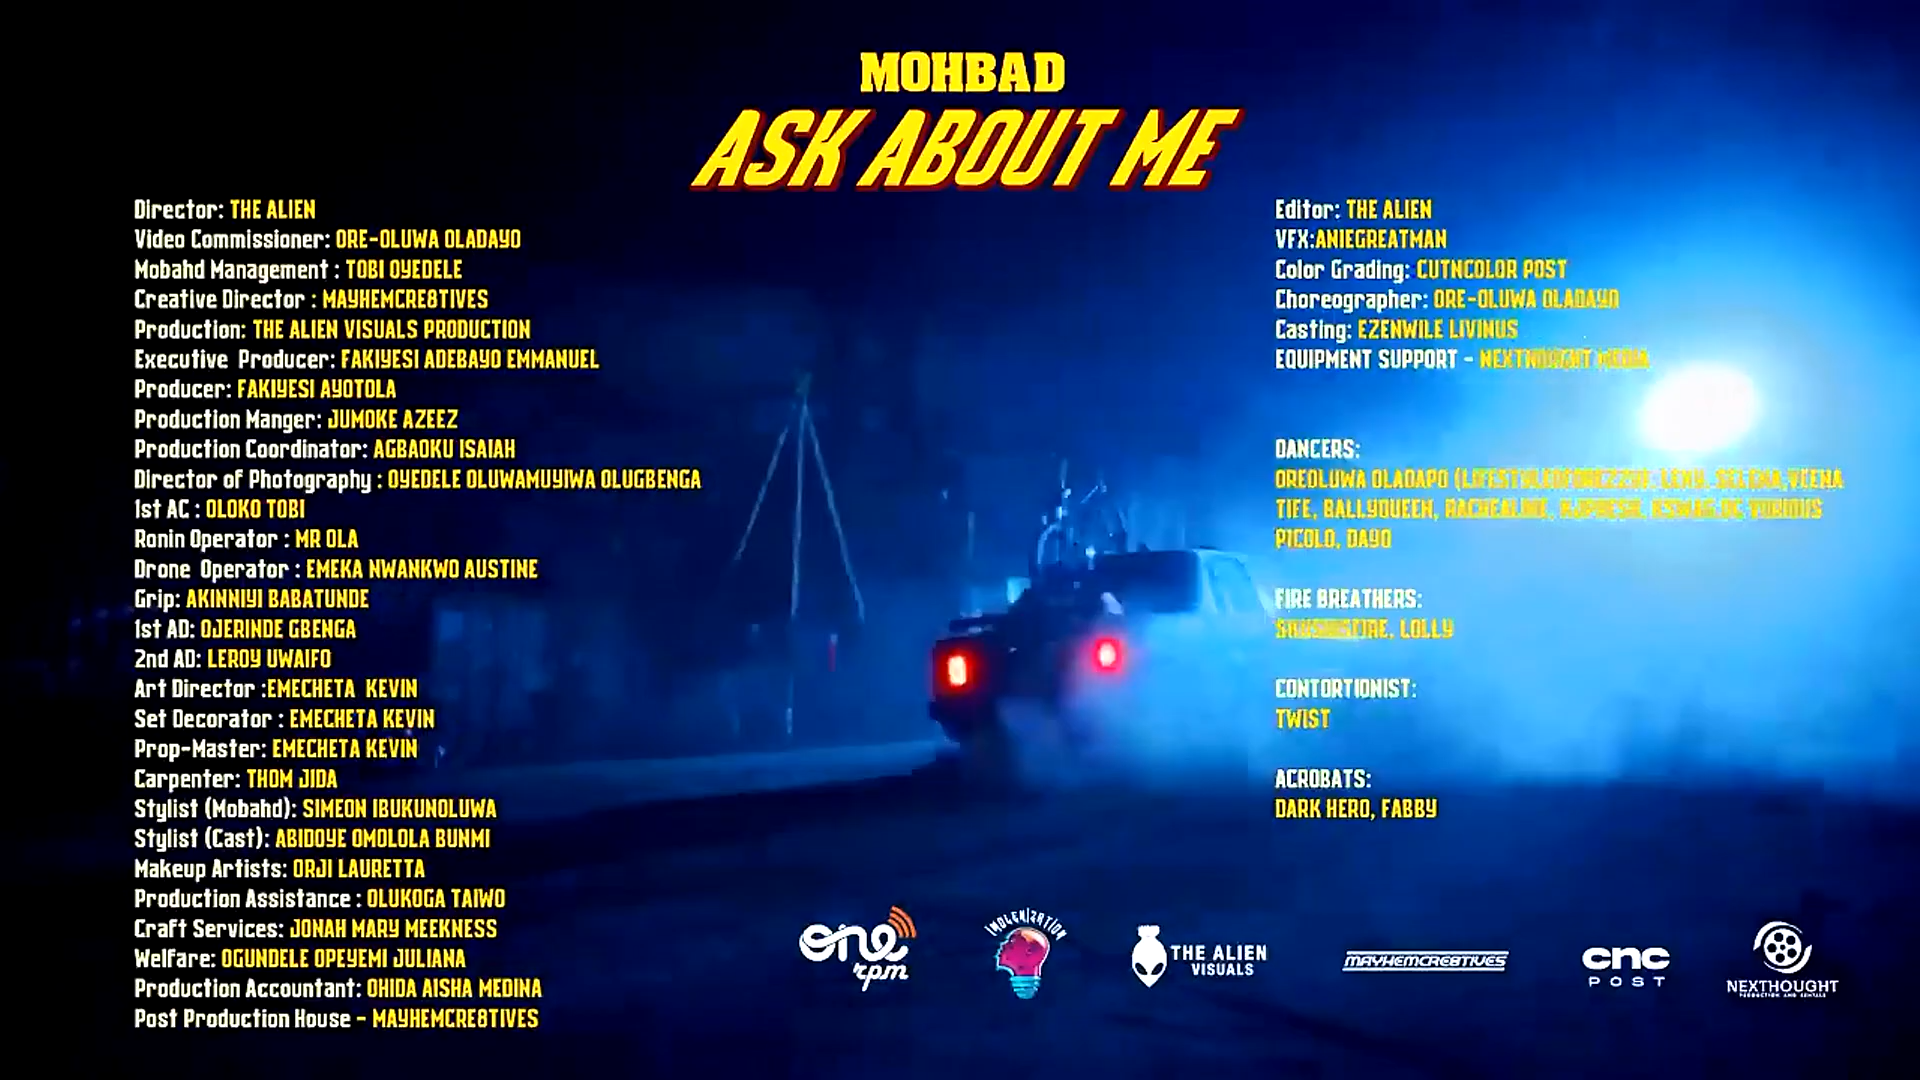 MOHBAD
ASK ABOUT ME
Director: THE ALIEN
Video Commissioner: ORE-OLUWA OLADAYO
Mobahd Management : TOBI OYEDELE
Creative Director : MAYHEMCRE8TIVES
Production: THE ALIEN VISUALS PRODUCTION
Executive Producer: FAKIYESI ADEBAYO EMMANUEL
Producer: FAKIYESI AYOTOLA
Production Manger: JUMOKE AZEEZ
Production Coordinator: AGBAOKU ISAIAH
Director of Photography : OYEDELE OLUWAMUYIWA OLUGBENGA
1st AC : OLOKO TOBI
Ronin Operator : MR OLA
Drone Operator : EMEKA NWANKWO AUSTINE
Grip: AKINNIYI BABATUNDE
1st AD: OJERINDE GBENGA
2nd AD: LEROY UWAIFO
Art Director :EMECHETA KEVIN
Set Decorator : EMECHETA KEVIN
Prop-Master: EMECHETA KEVIN
Carpenter: THOM JIDA
Stylist (Mobahd): SIMEON IBUKUNOLUWA
Stylist (Cast): ABIDOYE OMOLOLA BUNMI
Makeup Artists: ORJI LAURETTA
Production Assistance : OLUKOGA TAIWO
Craft Services: JONAH MARY MEEKNESS
Welfare: OGUNDELE OPEYEMI JULIANA
Production Accountant: OHIDA AISHA MEDINA
Post Production House - MAYHEMCRE8TIVES
Editor: THE ALIEN
VFX:ANIEGREATMAN
Color Grading: CUTNCOLOR POST
Choreographer: ORE-OLUWA OLADAYO
Casting: EZENWILE LIVINUS
EQUIPMENT SUPPORT -
DANCERS:
OREOLUWA OLADAPO SELENA,VEENA
TIFE, BALLYQUEEN,
PICOLO, DAYO
FIRE BREATHERS:
LOLLY
CONTORTIONIST:
TWIST
ACROBATS:
DARK HERO, FABBY
one
rpm
IMOLENIZATION
THE ALIEN
VISUALS
MAYHEMCRE8TIVES
cnc
POST
NEXTHOUGHT
PRODUCTION AND RENTALS